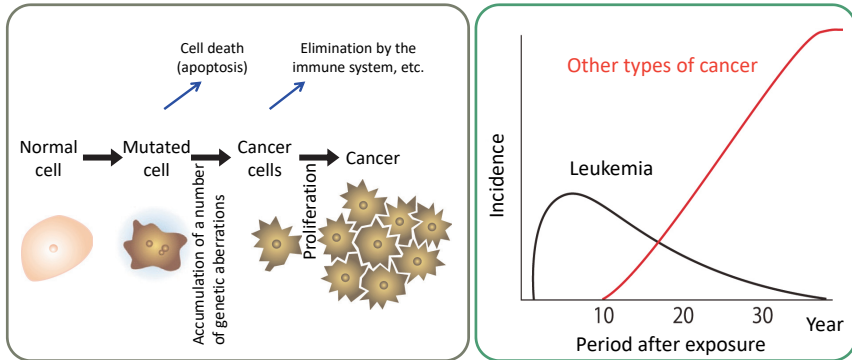 Cell death
(apoptosis)
Elimination by the
immune system, etc.
Normal
cell
Mutated
cell
Cancer
cells
Cancer
Accumulation of a number
of genetic aberrations
Proliferation
Other types of cancer
Leukemia
Incidence
10
20
30
Year
Period after exposure